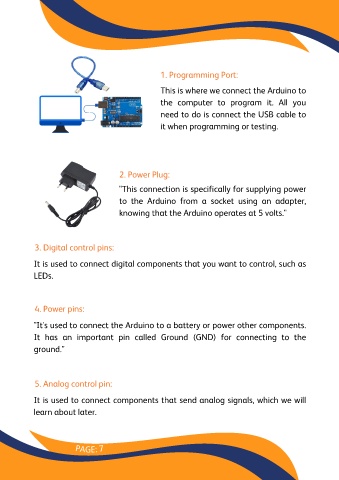 1. Programming Port:
This is where we connect the Arduino to
the computer to program it. All you
need to do is connect the USB cable to
it when programming or testing.
2. Power Plug:
"This connection is specifically for supplying power
to the Arduino from a socket using an adapter,
knowing that the Arduino operates at 5 volts."
3. Digital control pins:
It is used to connect digital components that you want to control, such as
LEDs.
4. Power pins:
"It's used to connect the Arduino to a battery or power other components.
It has an important pin called Ground (GND) for connecting to the
ground."
5. Analog control pin:
It is used to connect components that send analog signals, which we will
learn about later.
PAGE: 7